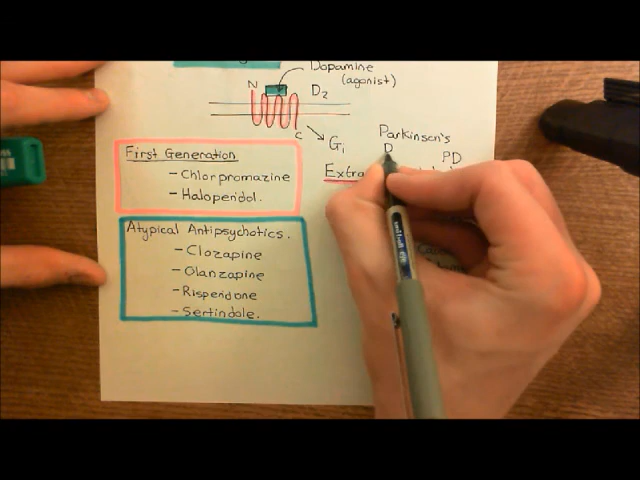 Dopamine
(agonist)
N
D2
C
Gi
Parkinson's
D
PD
Extra
First Generation
- Chlorpromazine
- Haloperidol.
Atypical Antipsychotics.
- Clozapine
- Olanzapine
- Risperidone
- Sertindole.